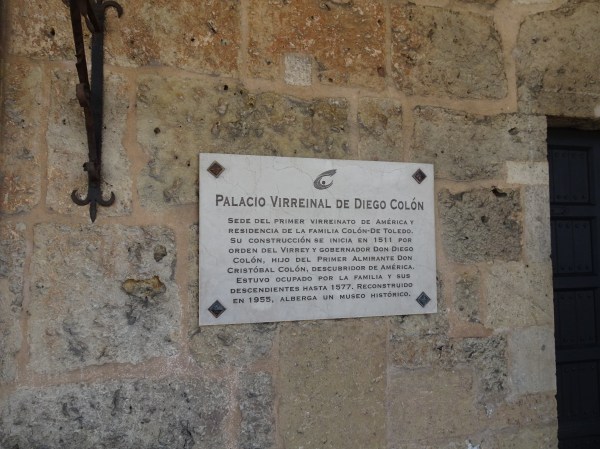 PALACIO VIRREINAL DE DIEGO COLÓN
SEDE DEL PRIMER VIRREINATO DE AMÉRICA Y
RESIDENCIA DE LA FAMILIA COLÓN-DE TOLEDO.
SU CONSTRUCCIÓN SE INICIA EN 1511 POR
ORDEN DEL VIRREY Y GOBERNADOR DON DIEGO
COLÓN, HIJO DEL PRIMER ALMIRANTE DON
CRISTÓBAL COLÓN, DESCUBRIDOR DE AMÉRICA.
ESTUVO OCUPADO POR LA FAMILIA Y SUS
DESCENDIENTES HASTA 1577. RECONSTRUIDO
EN 1955, ALBERGA UN MUSEO HISTÓRICO.